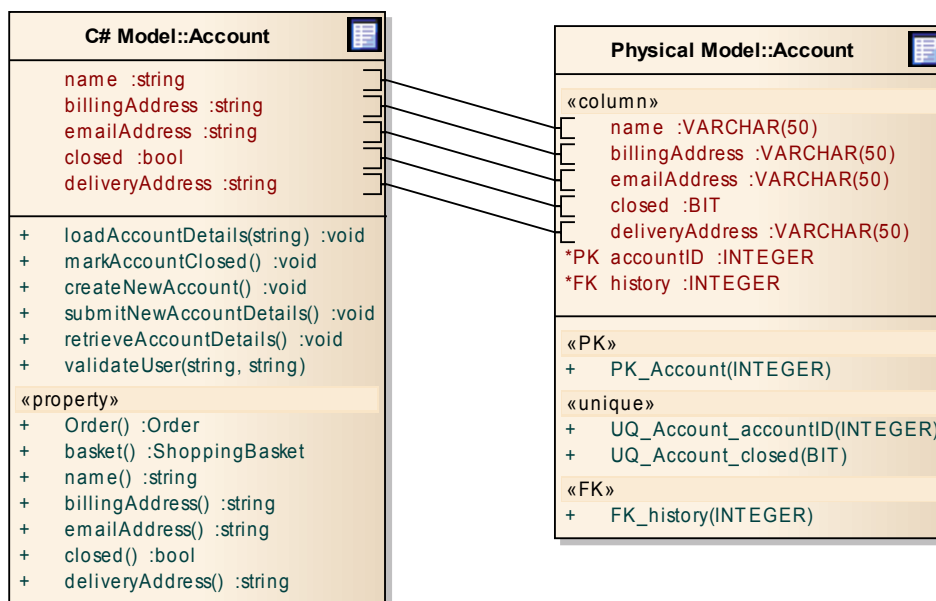 C# Model::Account
name :string
billingAddress :string
emailAddress :string
closed :bool
deliveryAddress :string
+ loadAccountDetails(string) :void
+ markAccountClosed() :void
+ createNewAccount() :void
+ submitNewAccountDetails() :void
+ retrieveAccountDetails() :void
+ validateUser(string, string)
«property»
+ Order() :Order
+ basket() :ShoppingBasket
+ name() :string
+ billingAddress() :string
+ emailAddress() :string
+ closed() :bool
+ deliveryAddress() :string
Physical Model::Account
«column»
name :VARCHAR(50)
billingAddress :VARCHAR(50)
emailAddress :VARCHAR(50)
closed :BIT
deliveryAddress :VARCHAR(50)
*PK accountID :INTEGER
*FK history :INTEGER
«PK»
+ PK_Account(INTEGER)
«unique»
+ UQ_Account_accountID(INTEGER)
+ UQ_Account_closed(BIT)
«FK»
+ FK_history(INTEGER)